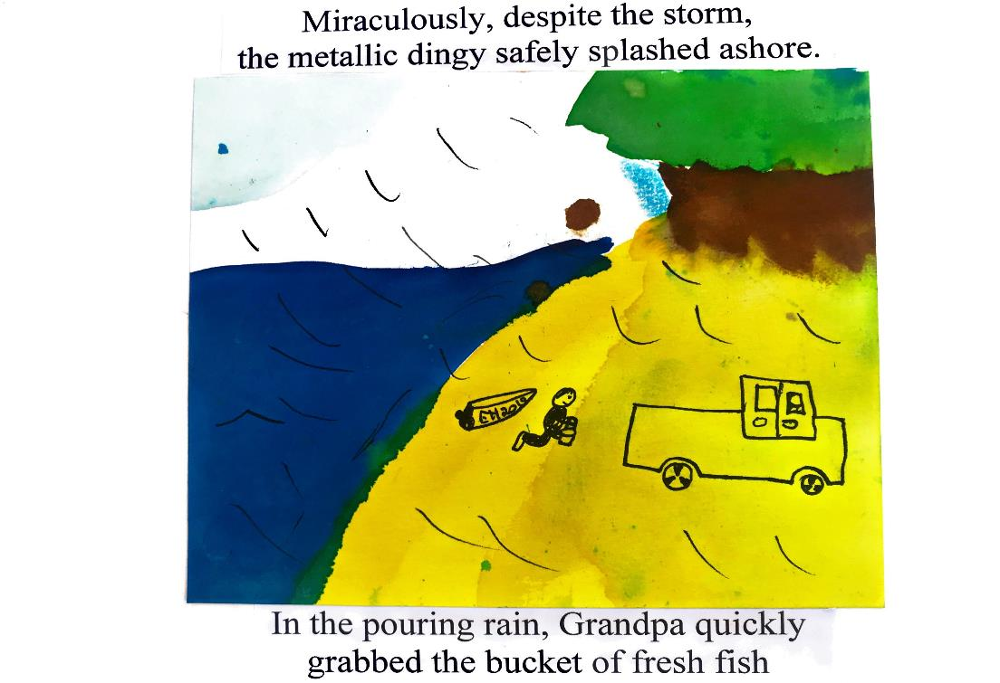 Miraculously, despite the storm,
the metallic dingy safely splashed ashore.
In the pouring rain, Grandpa quickly
grabbed the bucket of fresh fish